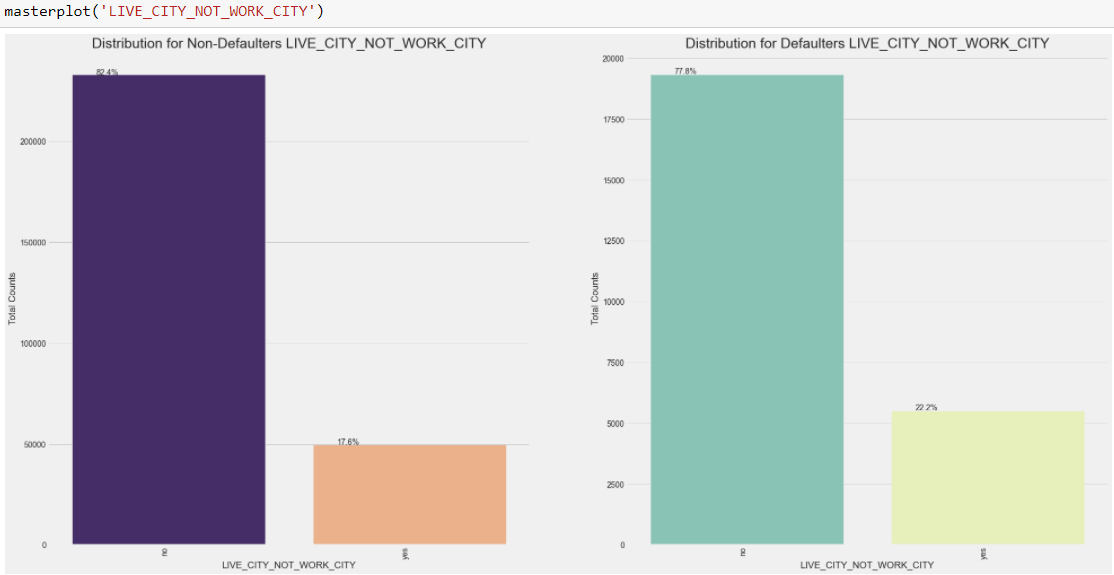 masterplot('LIVE_CITY_NOT_WORK_CITY')
Distribution for Non-Defaulters LIVE_CITY_NOT_WORK_CITY
82.4%
200000
150000
100000
50000
0
Total Counts
17.6%
no
yes
LIVE_CITY_NOT_WORK_CITY
Distribution for Defaulters LIVE_CITY_NOT_WORK_CITY
20000
77.8%
17500
15000
12500
10000
7500
5000
2500
0
Total Counts
22.2%
no
yes
LIVE_CITY_NOT_WORK_CITY